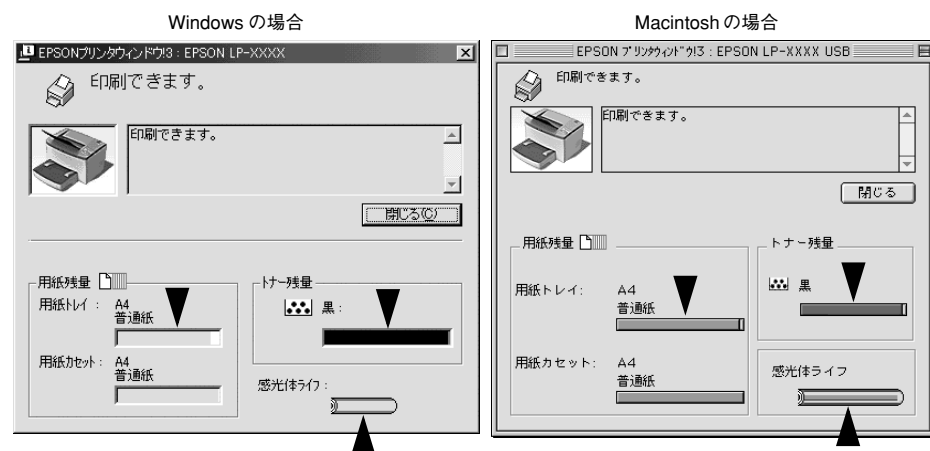 Windows の場合
EPSONプリンタウィンドウ!3 : EPSON LP-XXXX
印刷できます。
印刷できます。
閉じる(C)
用紙残量
用紙トレイ : A4
普通紙
用紙カセット : A4
普通紙
トナー残量
黒 :
感光体ライフ :
Macintosh の場合
EPSON プリンタウィンドウ!3 : EPSON LP-XXXX USB
印刷できます。
印刷できます。
閉じる
用紙残量
用紙トレイ: A4
普通紙
用紙カセット: A4
普通紙
トナー残量
黒
感光体ライフ